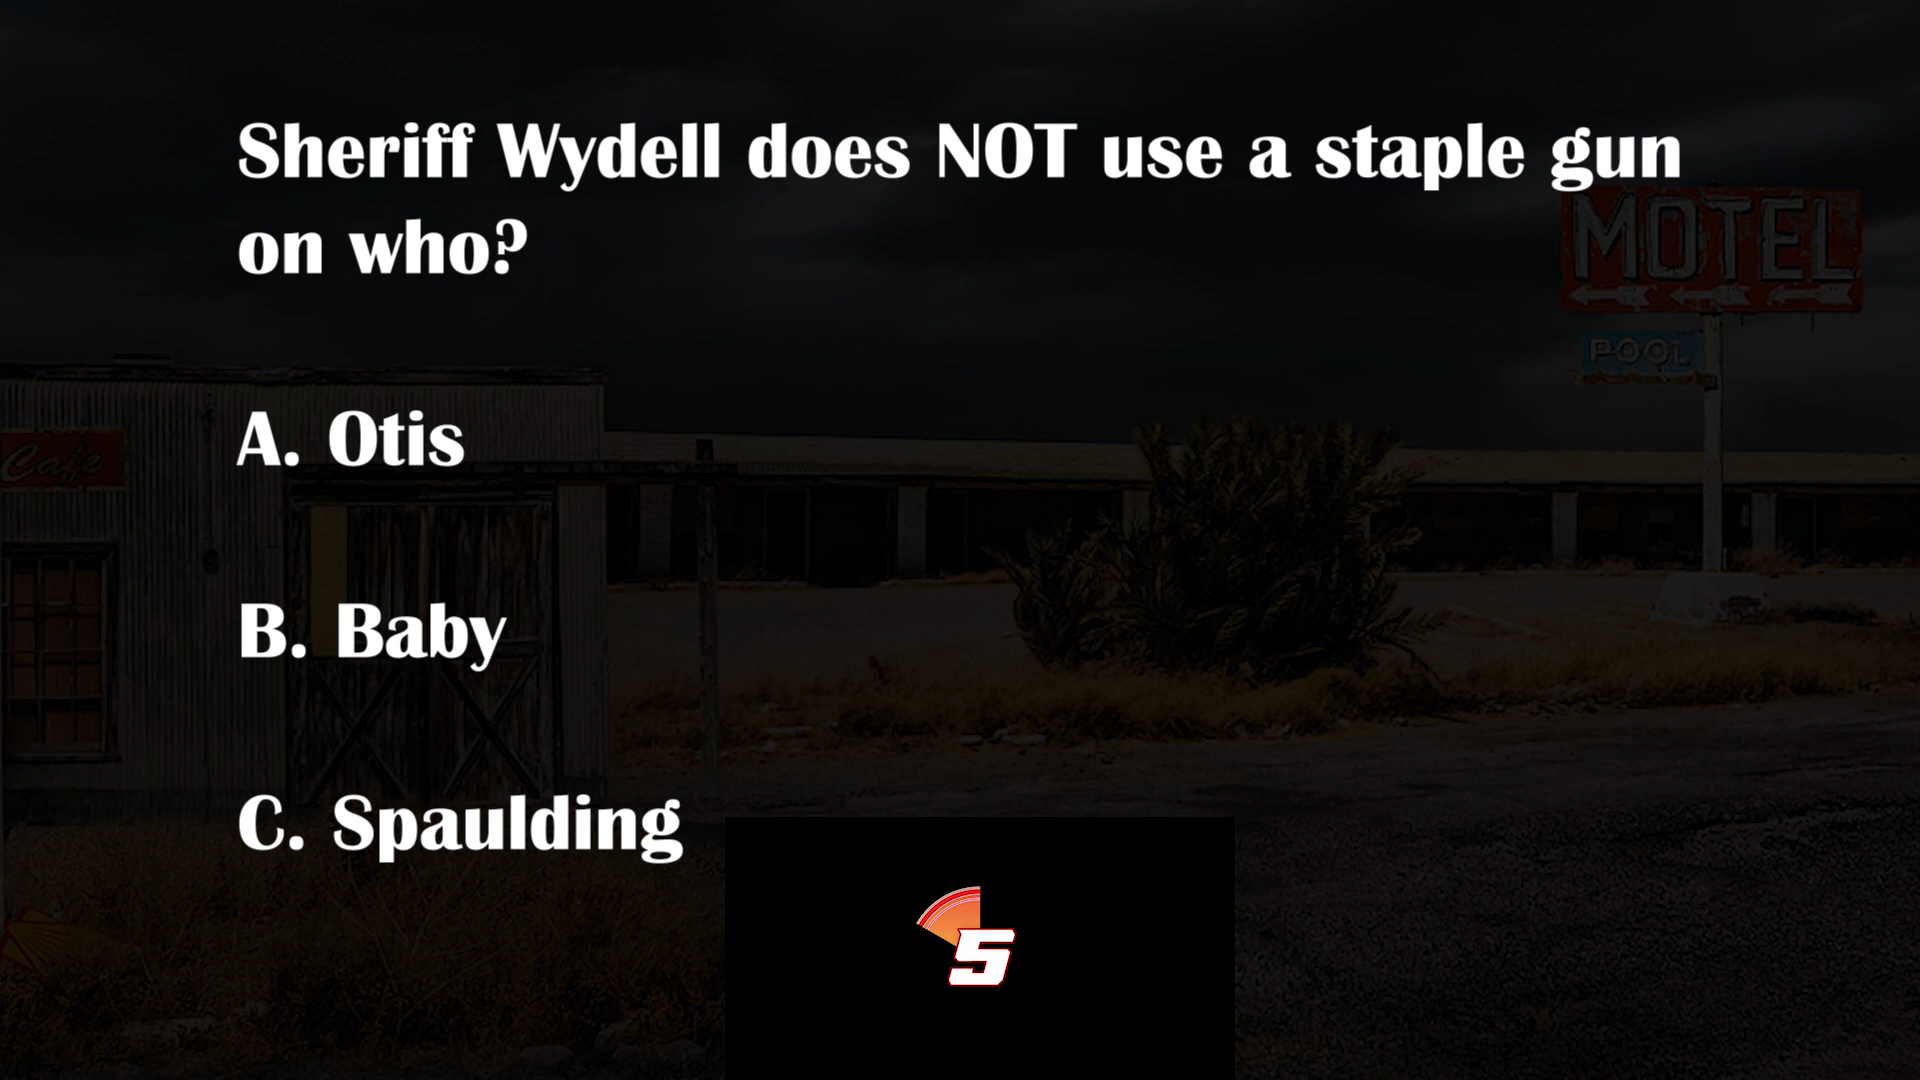 Sheriff Wydell does NOT use a staple gun
on who?
MOTEL
POOL
A. Otis
Cafe
B. Baby
C. Spaulding
5